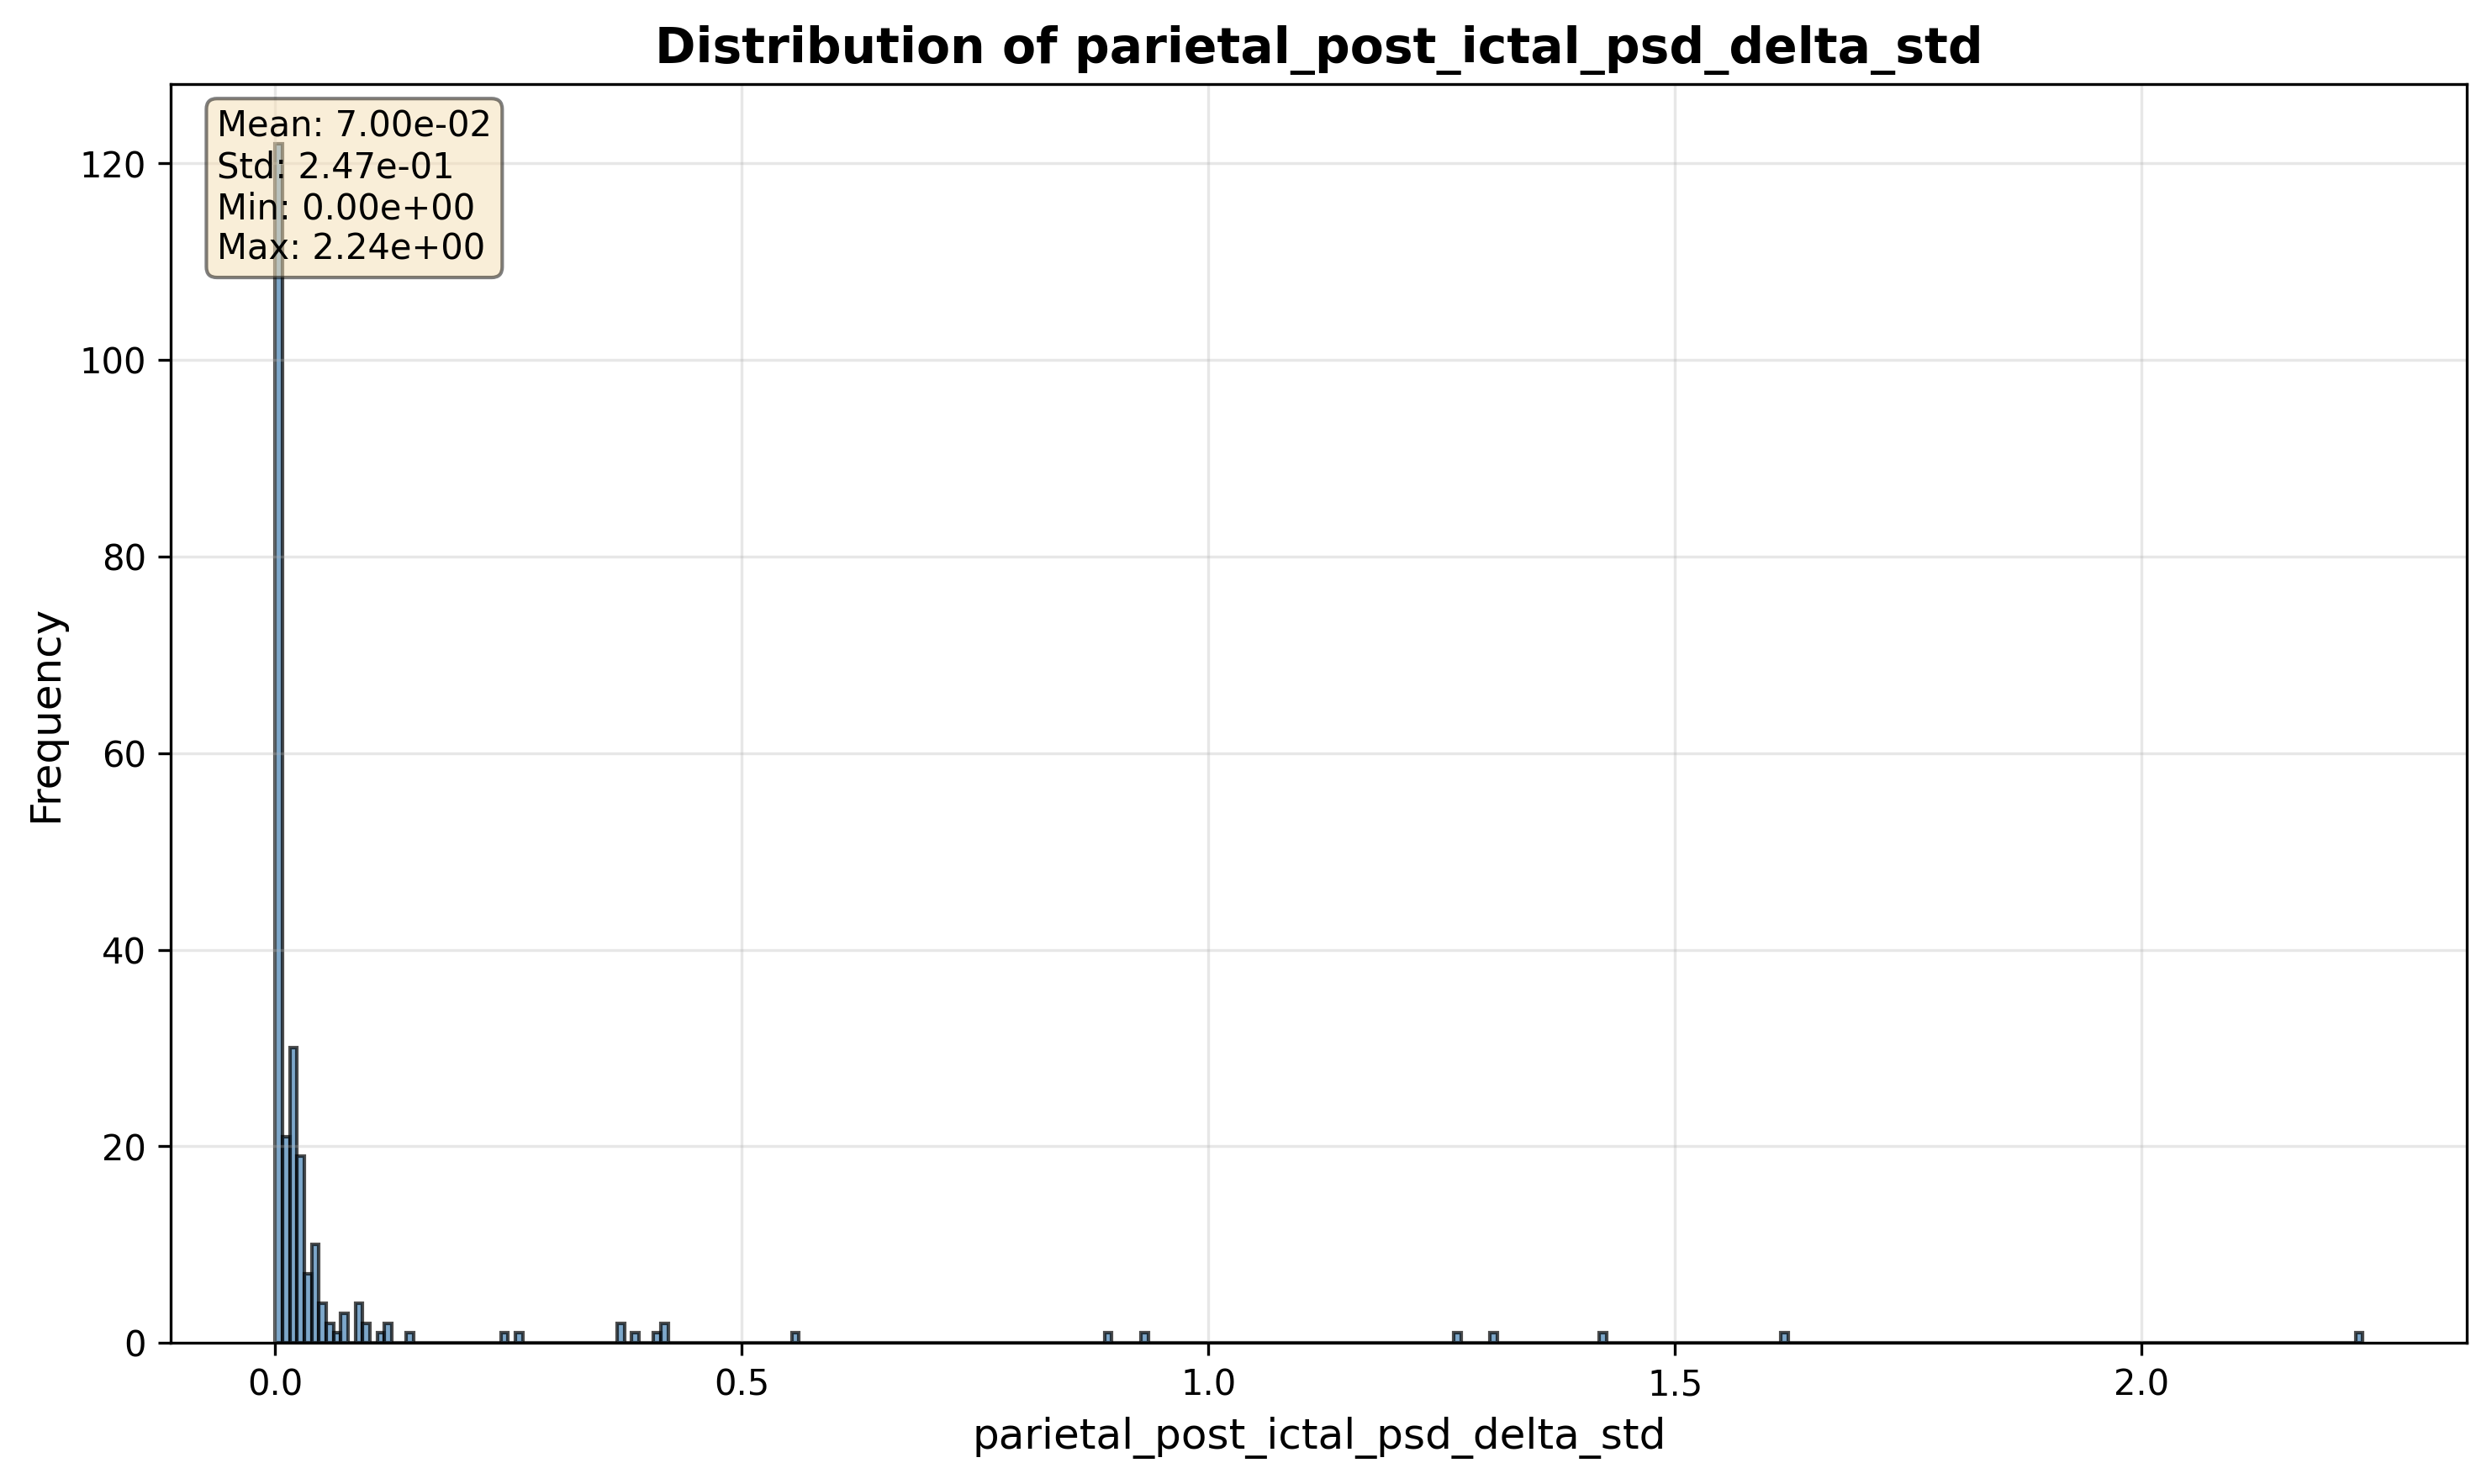 Distribution of parietal_post_ictal_psd_delta_std
Mean: 7.00e-02
Std: 2.47e-01
Min: 0.00e+00
Max: 2.24e+00
120
100
80
60
40
20
0
Frequency
0.0 0.5 1.0 1.5 2.0
parietal_post_ictal_psd_delta_std